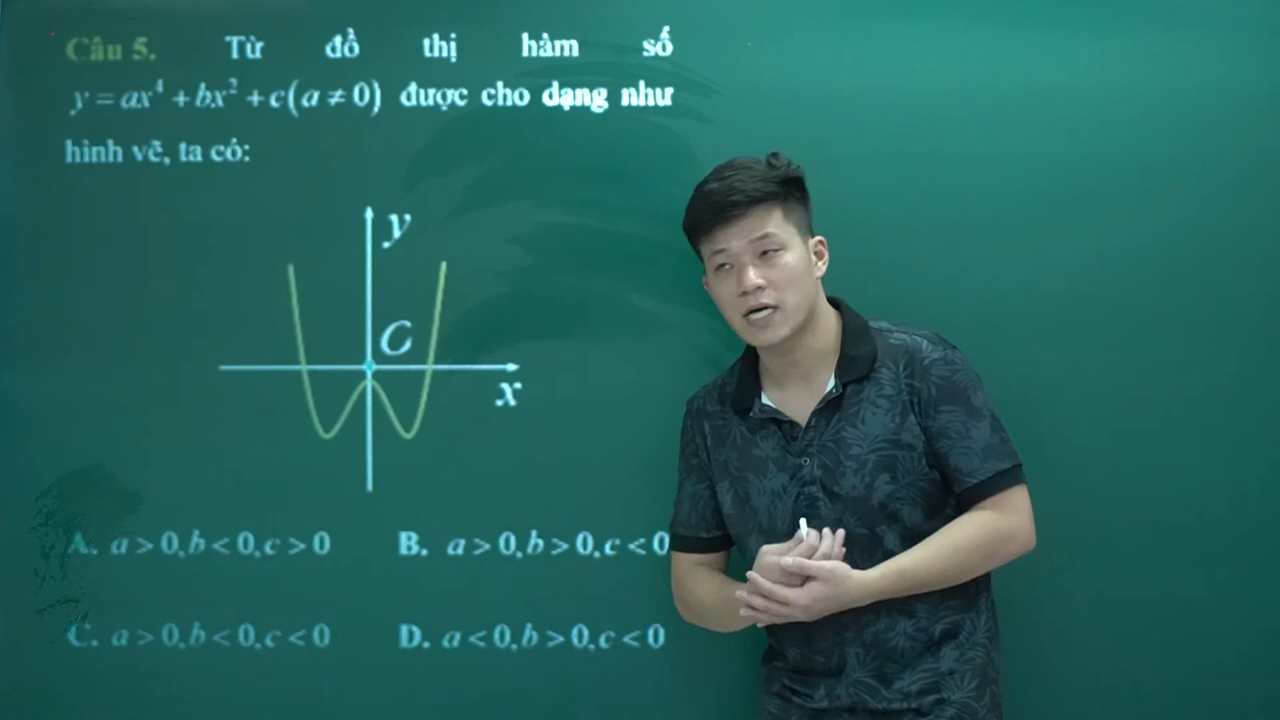 Câu 5. Từ đồ thị hàm số
y = ax⁴ + bx² + c(a ≠ 0) được cho dạng như
hình vẽ, ta có:
y
C
x
A. a > 0, b < 0, c > 0 B. a > 0, b > 0, c < 0
C. a > 0, b < 0, c < 0 D. a < 0, b > 0, c < 0